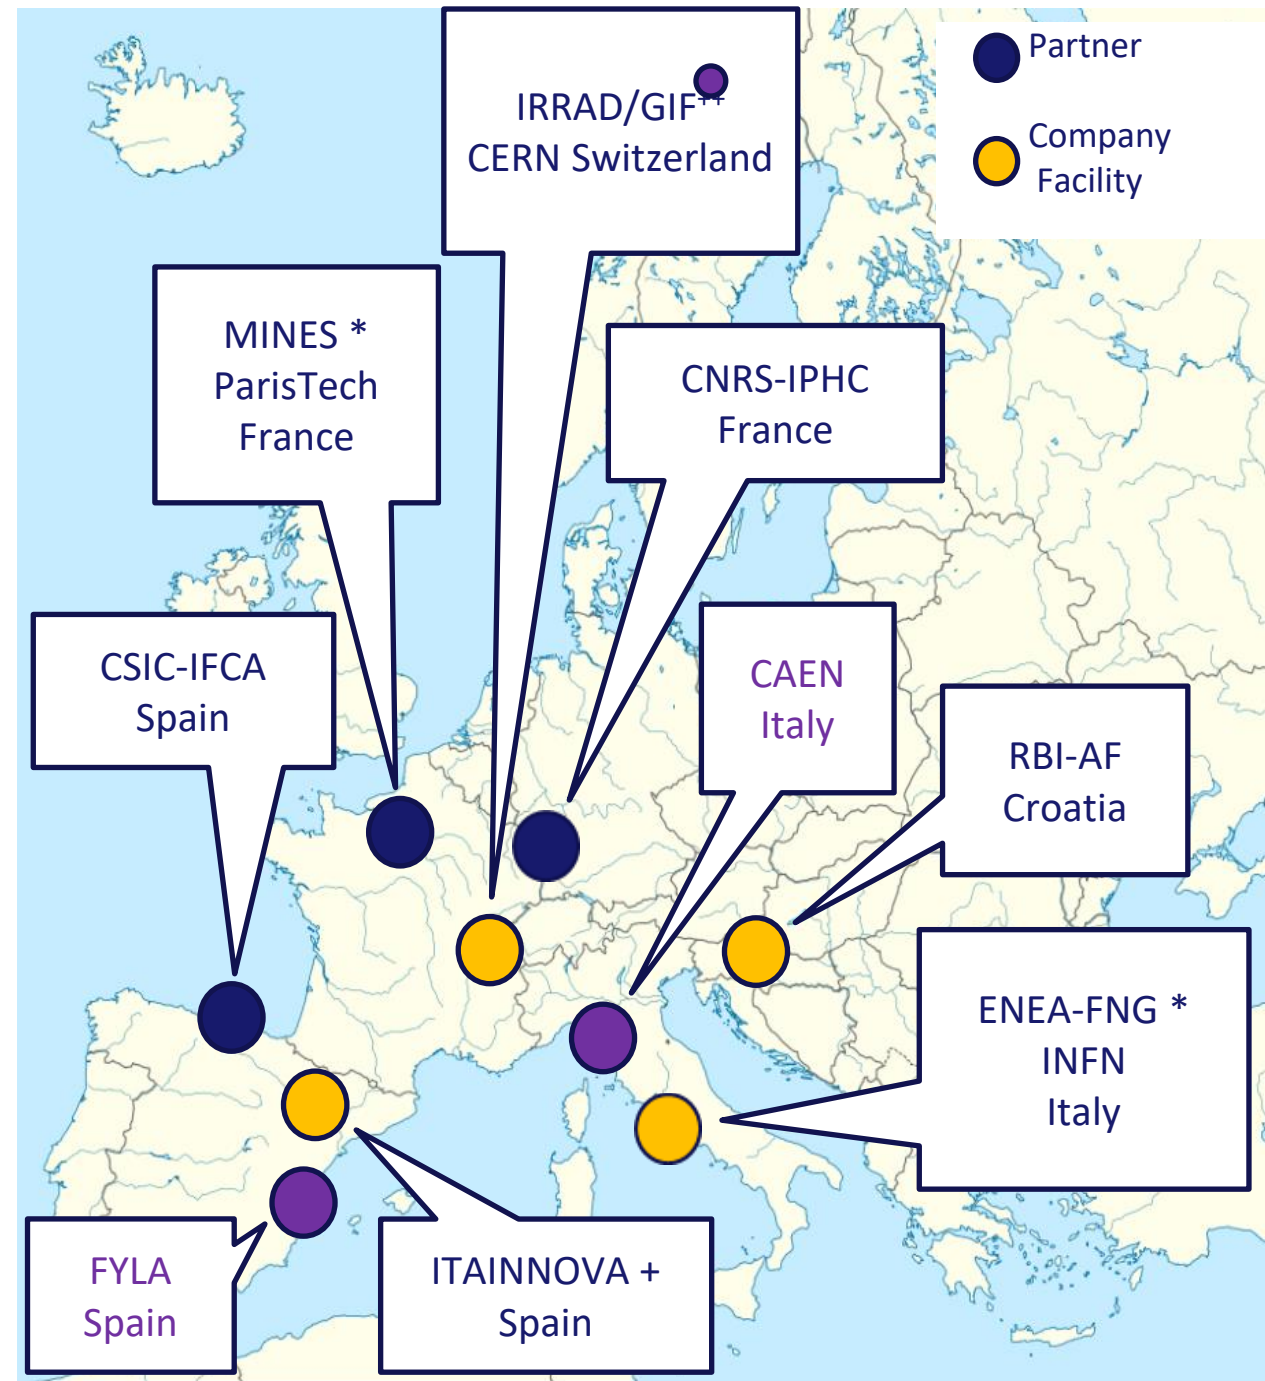 Partner
Company
Facility
IRRAD/GIF++
CERN Switzerland
MINES *
ParisTech
France
CNRS-IPHC
France
CSIC-IFCA
Spain
CAEN
Italy
RBI-AF
Croatia
ENEA-FNG *
INFN
Italy
FYLA
Spain
ITAINNOVA +
Spain